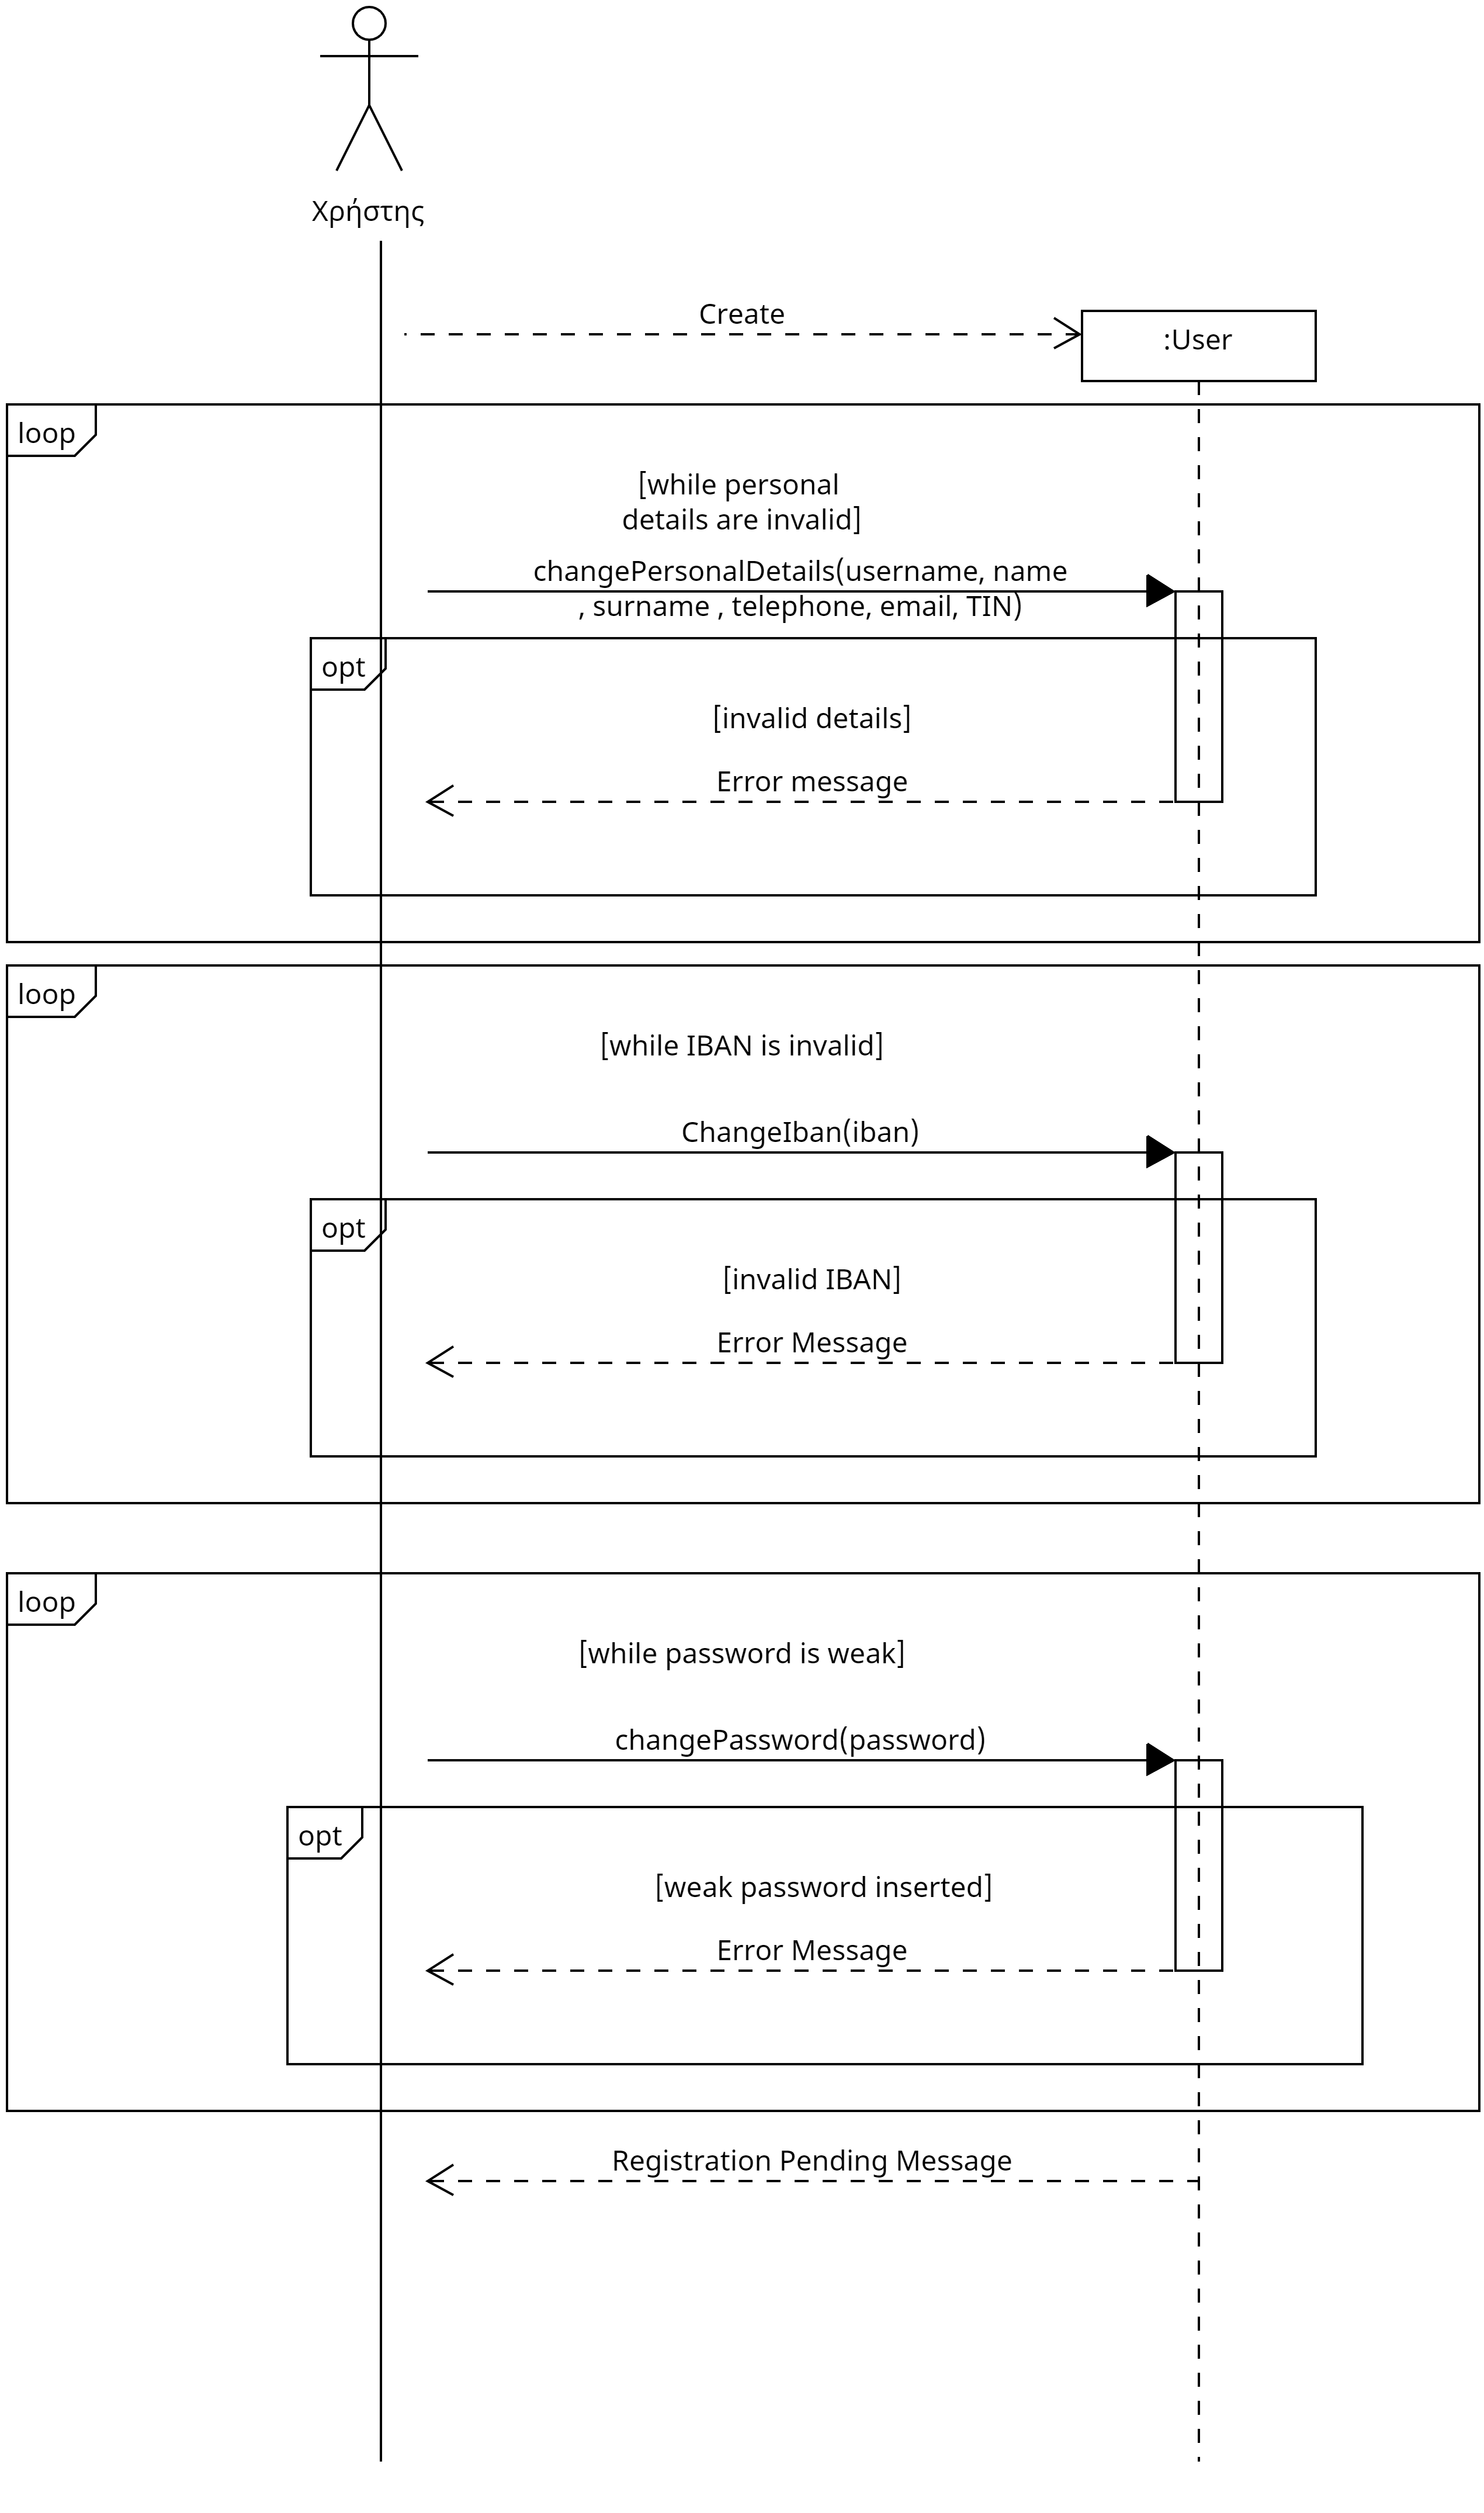 Χρήστης
Create
:User
loop
[while personal
details are invalid]
changePersonalDetails(username, name
, surname , telephone, email, TIN)
opt
[invalid details]
Error message
loop
[while IBAN is invalid]
ChangeIban(iban)
opt
[invalid IBAN]
Error Message
loop
[while password is weak]
changePassword(password)
opt
[weak password inserted]
Error Message
Registration Pending Message